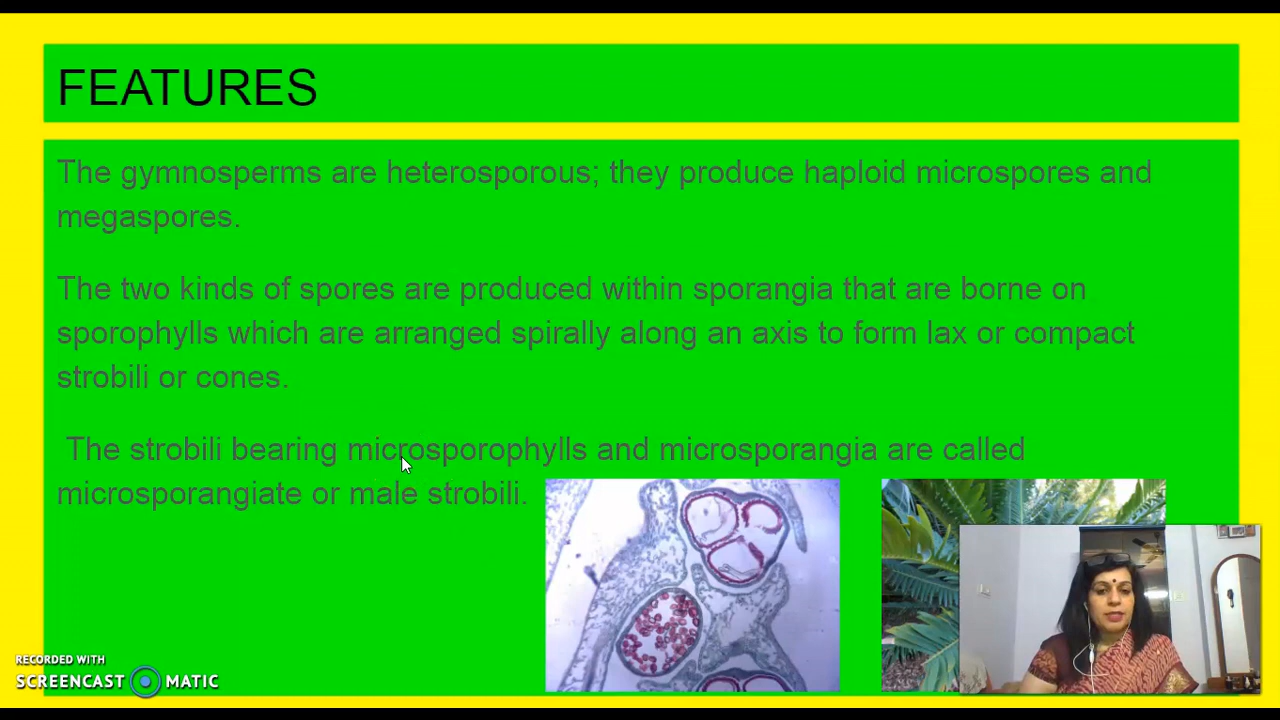 FEATURES
The gymnosperms are heterosporous; they produce haploid microspores and
megaspores.
The two kinds of spores are produced within sporangia that are borne on
sporophylls which are arranged spirally along an axis to form lax or compact
strobili or cones.
The strobili bearing microsporophylls and microsporangia are called
microsporangiate or male strobili.
RECORDED WITH
SCREENCAST MATIC